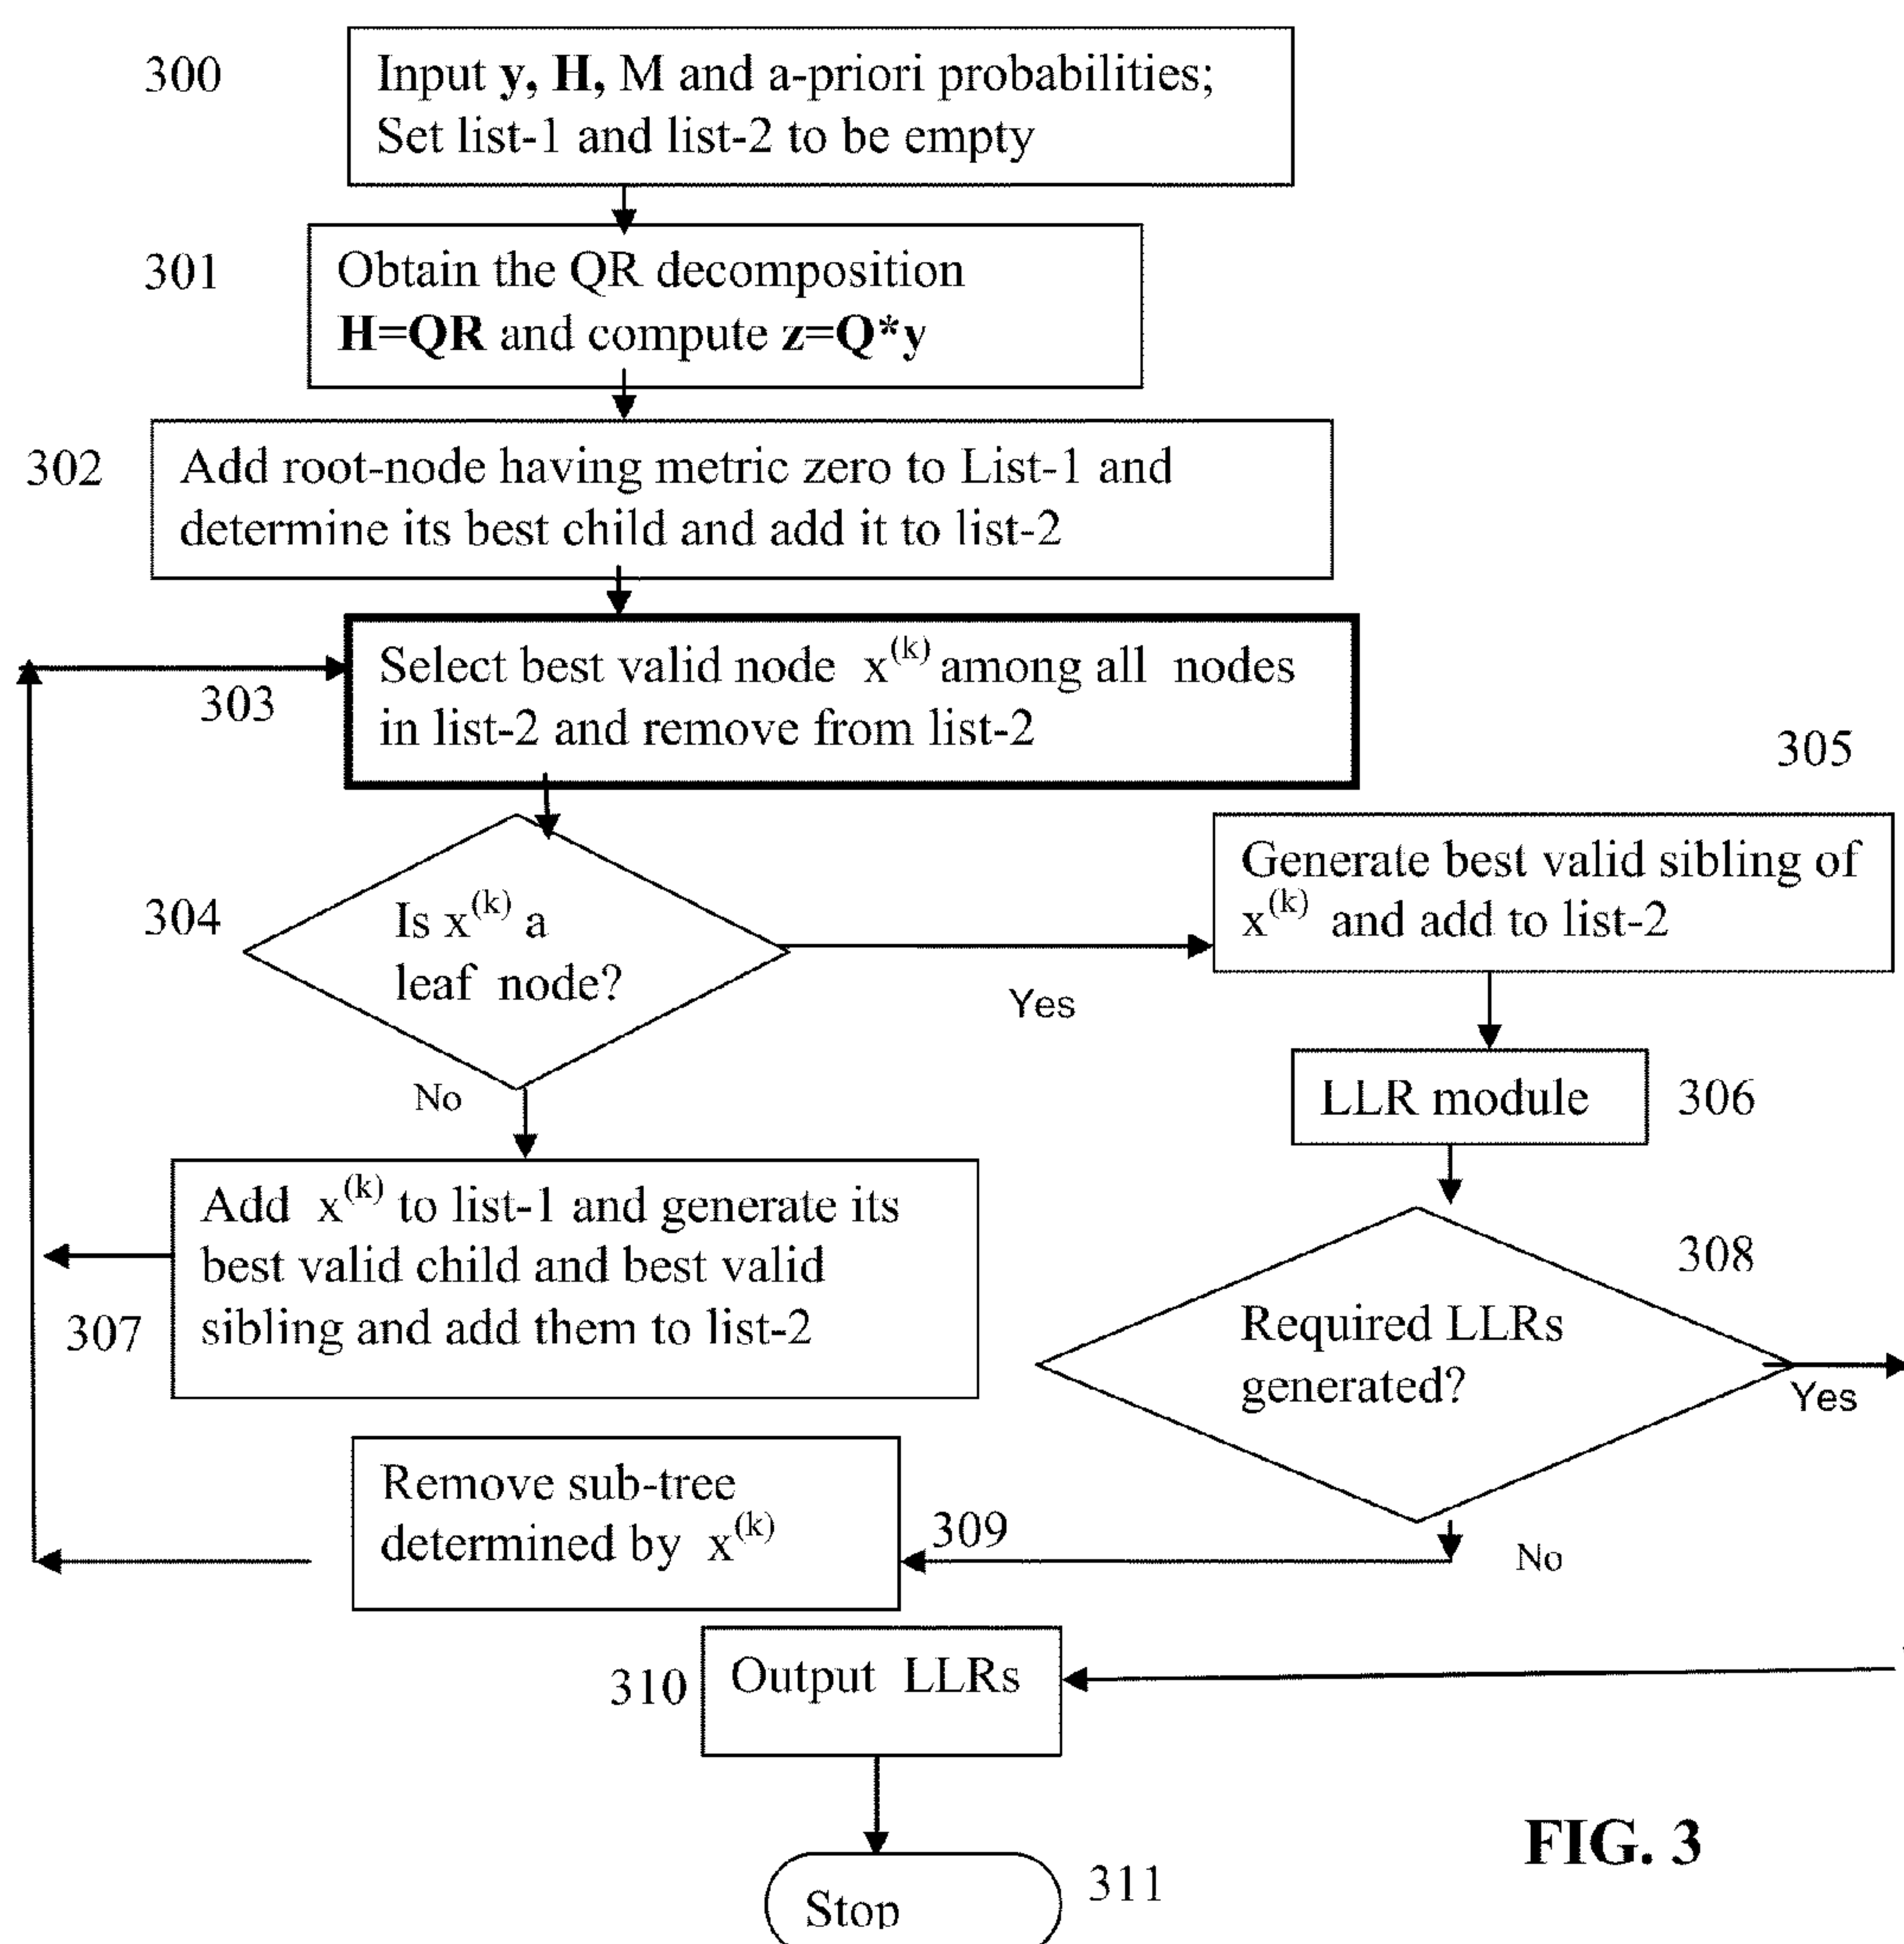 300
Input y, H, M and a-priori probabilities;
Set list-1 and list-2 to be empty
301
Obtain the QR decomposition
H=QR and compute z=Q*y
302
Add root-node having metric zero to List-1 and
determine its best child and add it to list-2
303
Select best valid node x^(k) among all nodes
in list-2 and remove from list-2
304
Is x^(k) a
leaf node?
Yes
No
305
Generate best valid sibling of
x^(k) and add to list-2
LLR module
306
307
Add x^(k) to list-1 and generate its
best valid child and best valid
sibling and add them to list-2
308
Required LLRs
generated?
Yes
No
309
Remove sub-tree
determined by x^(k)
310
Output LLRs
Stop
311
FIG. 3